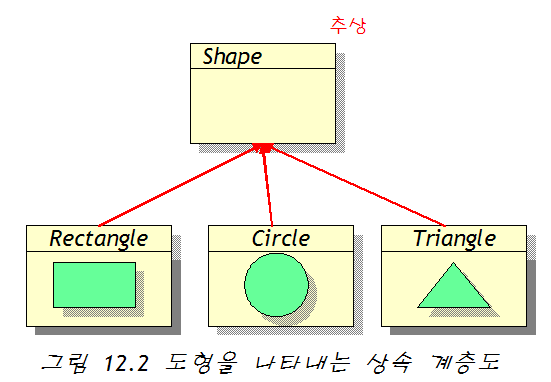 추상
Shape
Rectangle
Circle
Triangle
그림 12.2 도형을 나타내는 상속 계층도